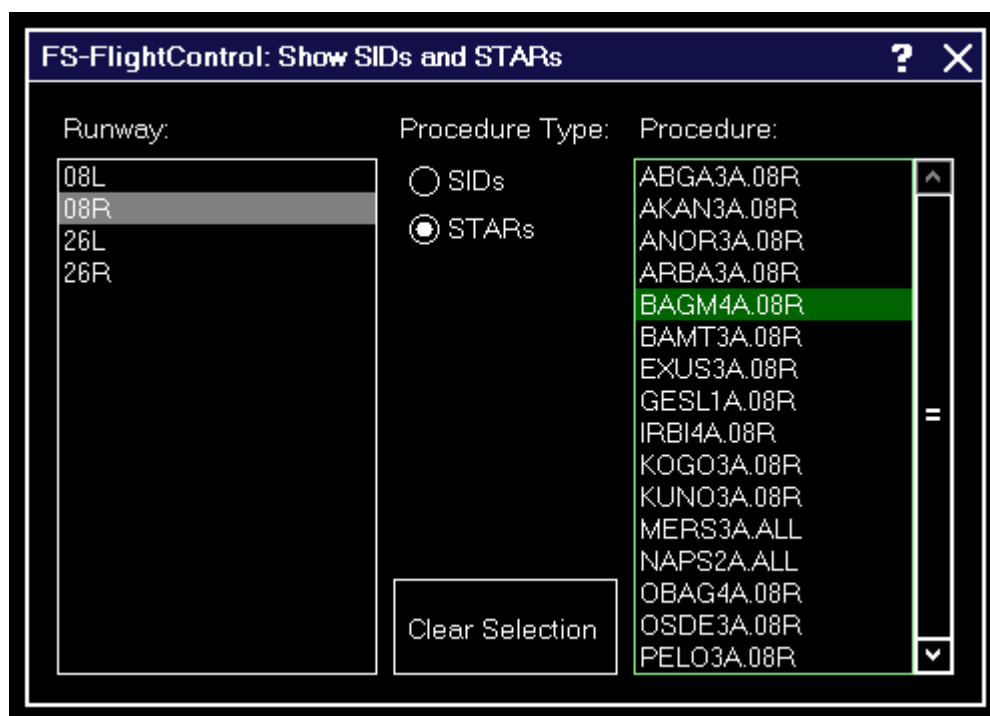 FS-FlightControl: Show SIDs and STARs
?
Runway:
08L
08R
26L
26R
Procedure Type:
SIDs
STARs
Clear Selection
Procedure:
ABGA3A.08R
AKAN3A.08R
ANOR3A.08R
ARBA3A.08R
BAGM4A.08R
BAMT3A.08R
EXUS3A.08R
GESL1A.08R
IRBI4A.08R
KOGO3A.08R
KUNO3A.08R
MERS3A.ALL
NAPS2A.ALL
OBAG4A.08R
OSDE3A.08R
PELO3A.08R